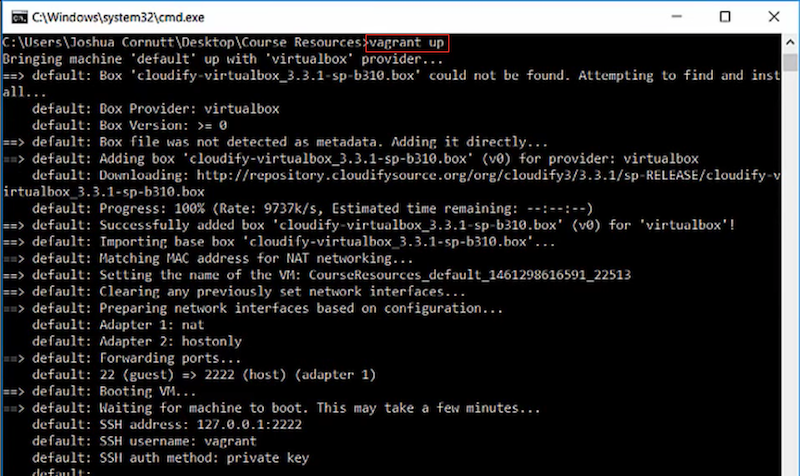 C:\Windows\system32\cmd.exe
C:\Users\Joshua Cornutt\Desktop\Course Resources>vagrant up
Bringing machine 'default' up with 'virtualbox' provider...
==> default: Box 'cloudify-virtualbox_3.3.1-sp-b310.box' could not be found. Attempting to find and inst
all...
default: Box Provider: virtualbox
default: Box Version: >= 0
==> default: Box file was not detected as metadata. Adding it directly...
==> default: Adding box 'cloudify-virtualbox_3.3.1-sp-b310.box' (v0) for provider: virtualbox
default: Downloading: http://repository.cloudifysource.org/org/cloudify3/3.3.1/sp-RELEASE/cloudify-v
irtualbox_3.3.1-sp-b310.box
default: Progress: 100% (Rate: 9737k/s, Estimated time remaining: --:--:--)
==> default: Successfully added box 'cloudify-virtualbox_3.3.1-sp-b310.box' (v0) for 'virtualbox'!
==> default: Importing base box 'cloudify-virtualbox_3.3.1-sp-b310.box'...
==> default: Matching MAC address for NAT networking...
==> default: Setting the name of the VM: CourseResources_default_1461298616591_22513
==> default: Clearing any previously set network interfaces...
==> default: Preparing network interfaces based on configuration...
default: Adapter 1: nat
default: Adapter 2: hostonly
==> default: Forwarding ports...
default: 22 (guest) => 2222 (host) (adapter 1)
==> default: Booting VM...
==> default: Waiting for machine to boot. This may take a few minutes...
default: SSH address: 127.0.0.1:2222
default: SSH username: vagrant
default: SSH auth method: private key
default: